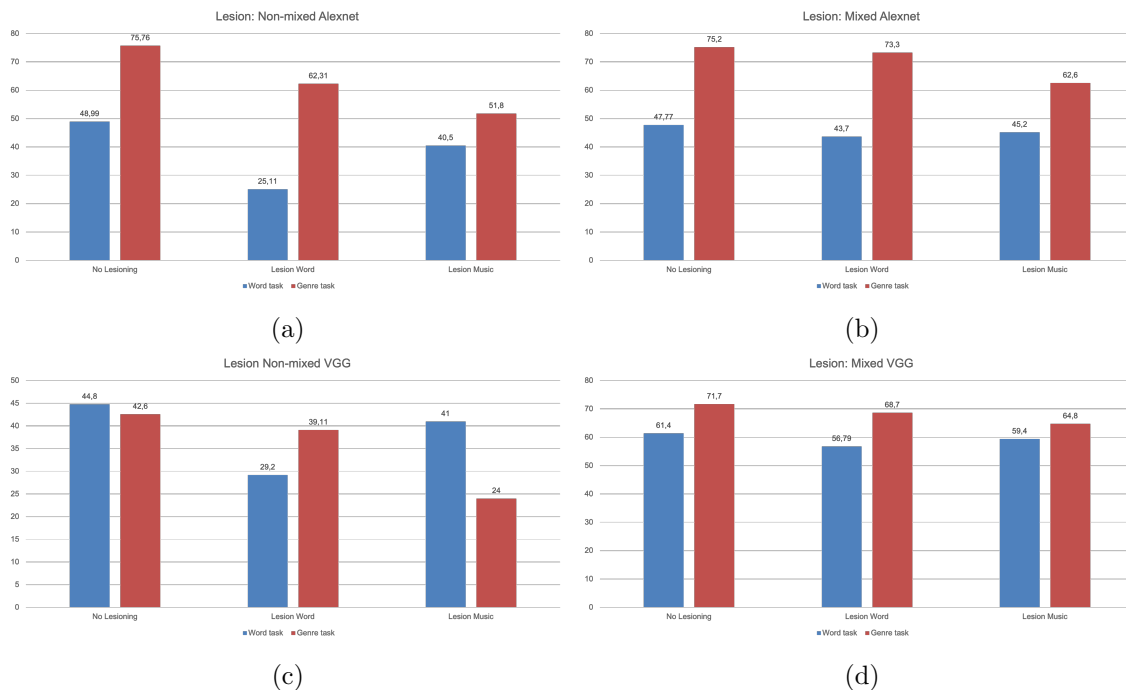 Lesion: Non-mixed Alexnet
80
70
60
50
40
30
20
10
0
48,99
75,76
25,11
62,31
40,5
51,8
No Lesioning
Lesion Word
Lesion Music
Word task
Genre task
(a)
Lesion: Mixed Alexnet
80
70
60
50
40
30
20
10
0
47,77
75,2
43,7
73,3
45,2
62,6
No Lesioning
Lesion Word
Lesion Music
Word task
Genre task
(b)
Lesion Non-mixed VGG
50
45
40
35
30
25
20
15
10
5
0
44,8
42,6
29,2
39,11
41
24
No Lesioning
Lesion Word
Lesion Music
Word task
Genre task
(c)
Lesion: Mixed VGG
80
70
60
50
40
30
20
10
0
61,4
71,7
56,79
68,7
59,4
64,8
No Lesioning
Lesion Word
Lesion Music
Word task
Genre task
(d)